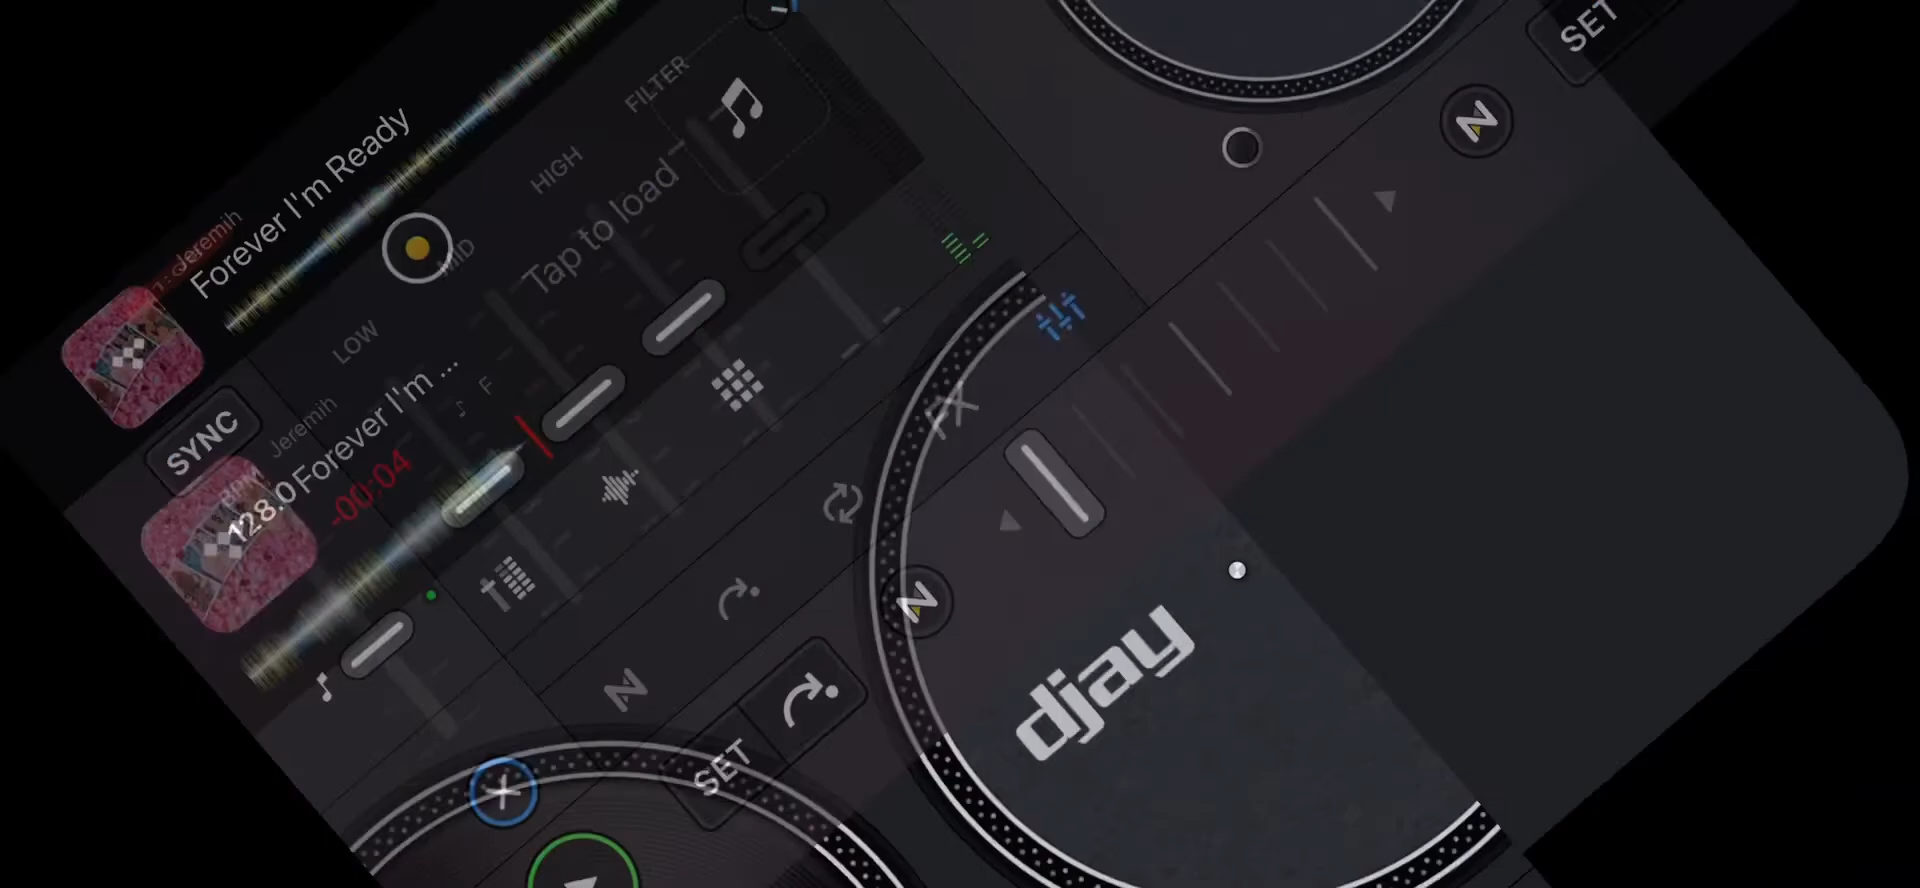 SET
FILTER
HIGH
MID
LOW
Jeremih
Forever I'm Ready
Tap to load
F
SYNC
Jeremih
Forever I'm ...
-00:04
BPM
128.0
FX
SET
djay